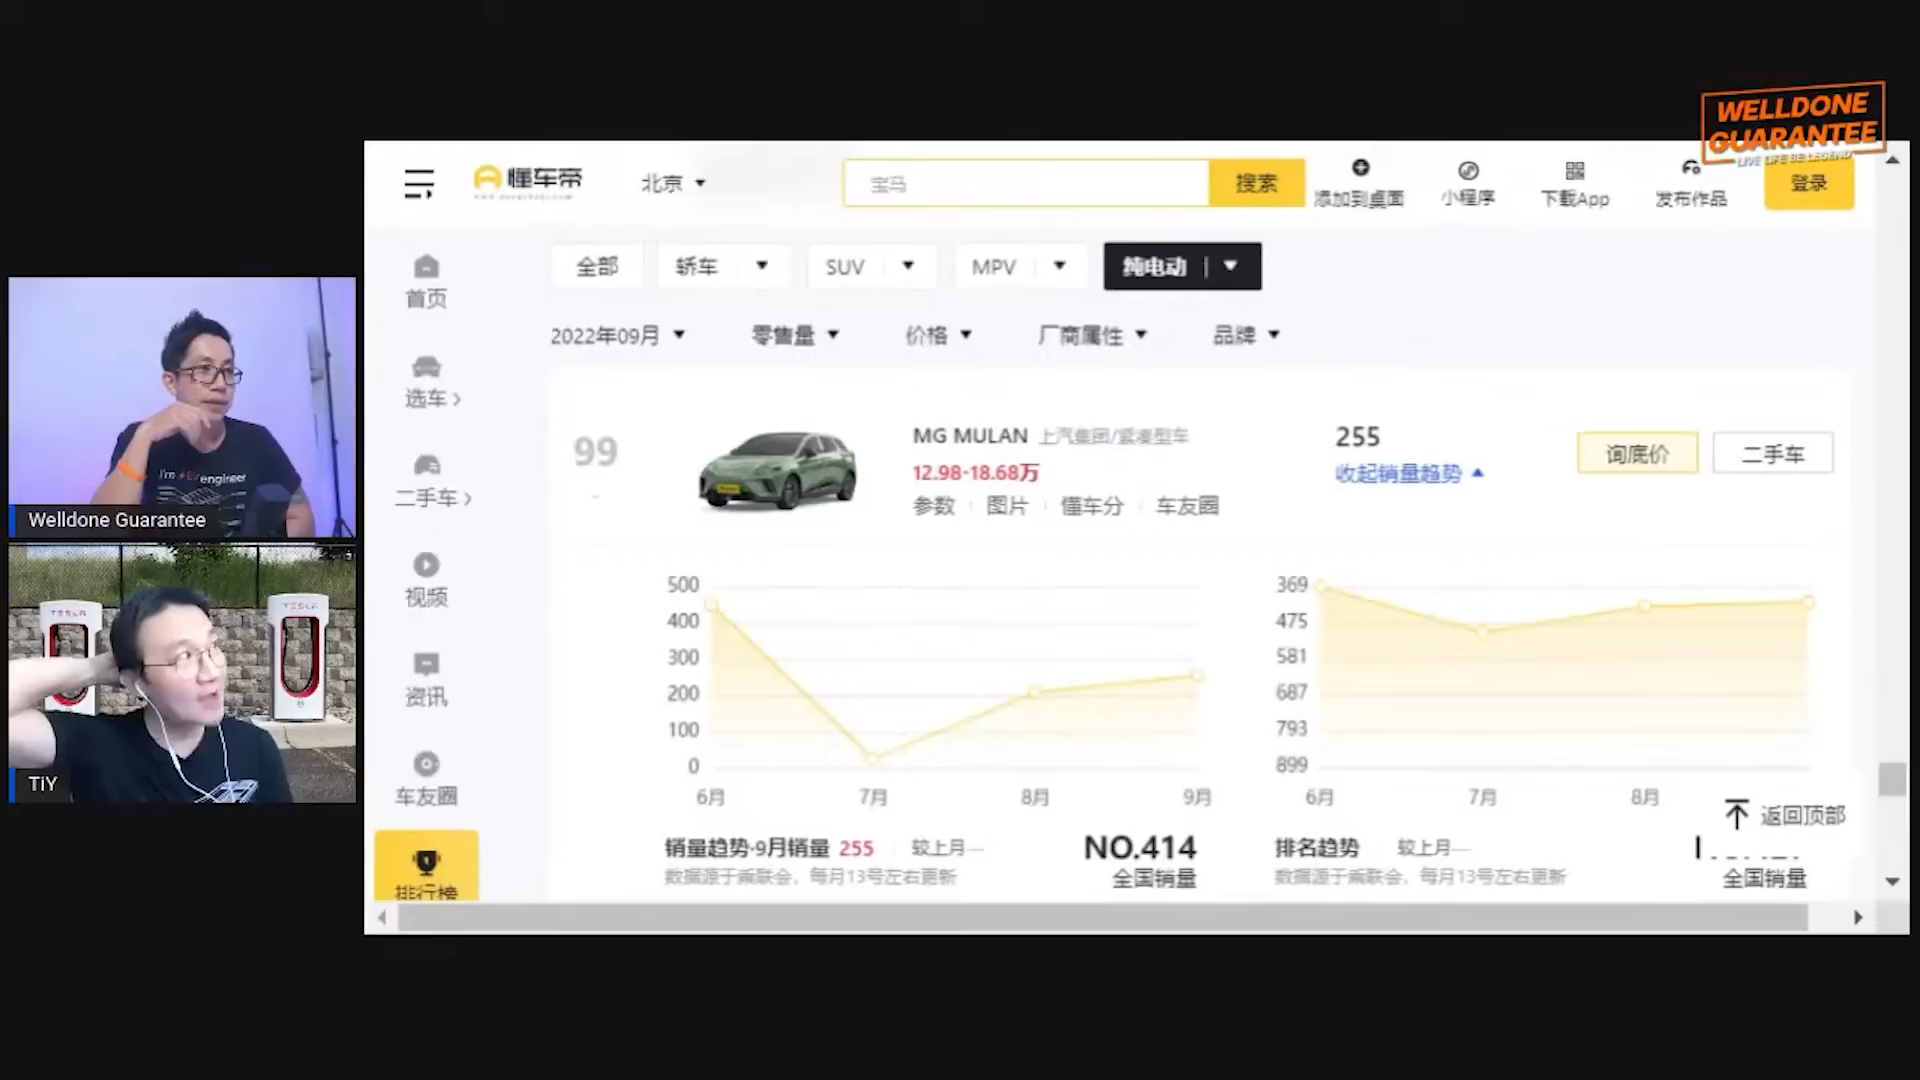 WELLDONE
GUARANTEE
LIVE LIFE BE LEGEND
懂车帝
北京
宝马
搜索
添加到桌面
小程序
下载App
发布作品
登录
首页
选车
二手车
视频
资讯
车友圈
排行榜
全部
轿车
SUV
MPV
纯电动
2022年09月
零售量
价格
厂商属性
品牌
99
MG MULAN 上汽集团/紧凑型车
12.98-18.68万
参数 图片 懂车分 车友圈
255
收起销量趋势
询底价
二手车
500
400
300
200
100
0
6月 7月 8月 9月
销量趋势·9月销量 255 较上月—
数据源于乘联会，每月13号左右更新
NO.414
全国销量
369
475
581
687
793
899
6月 7月 8月
排名趋势 较上月—
数据源于乘联会，每月13号左右更新
全国销量
返回顶部
I'm EV engineer
Welldone Guarantee
TESLA
TESLA
TiY